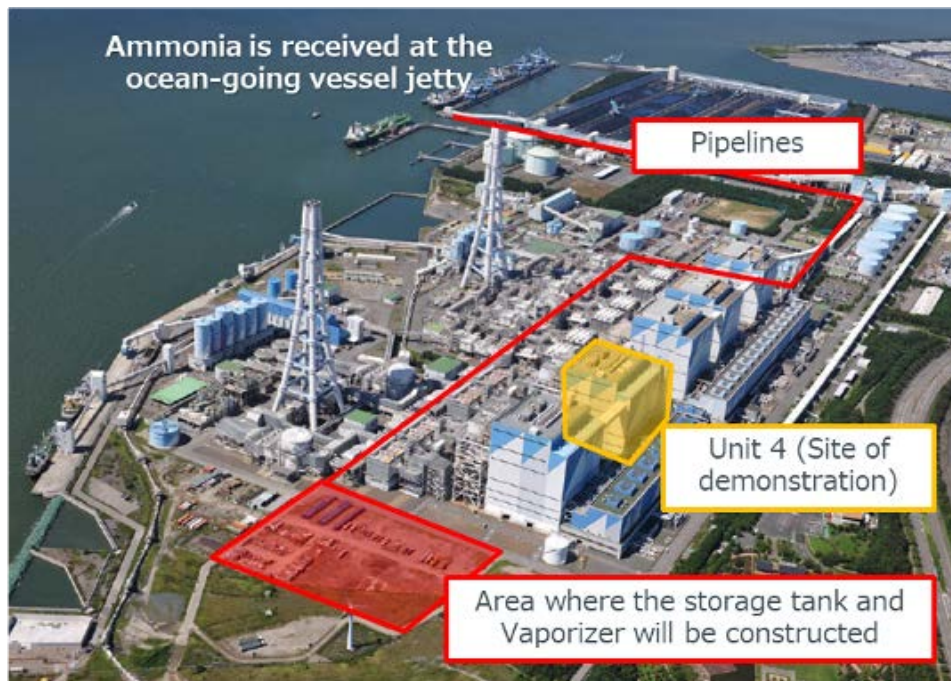 Ammonia is received at the
ocean-going vessel jetty
Pipelines
Unit 4 (Site of
demonstration)
Area where the storage tank and
Vaporizer will be constructed